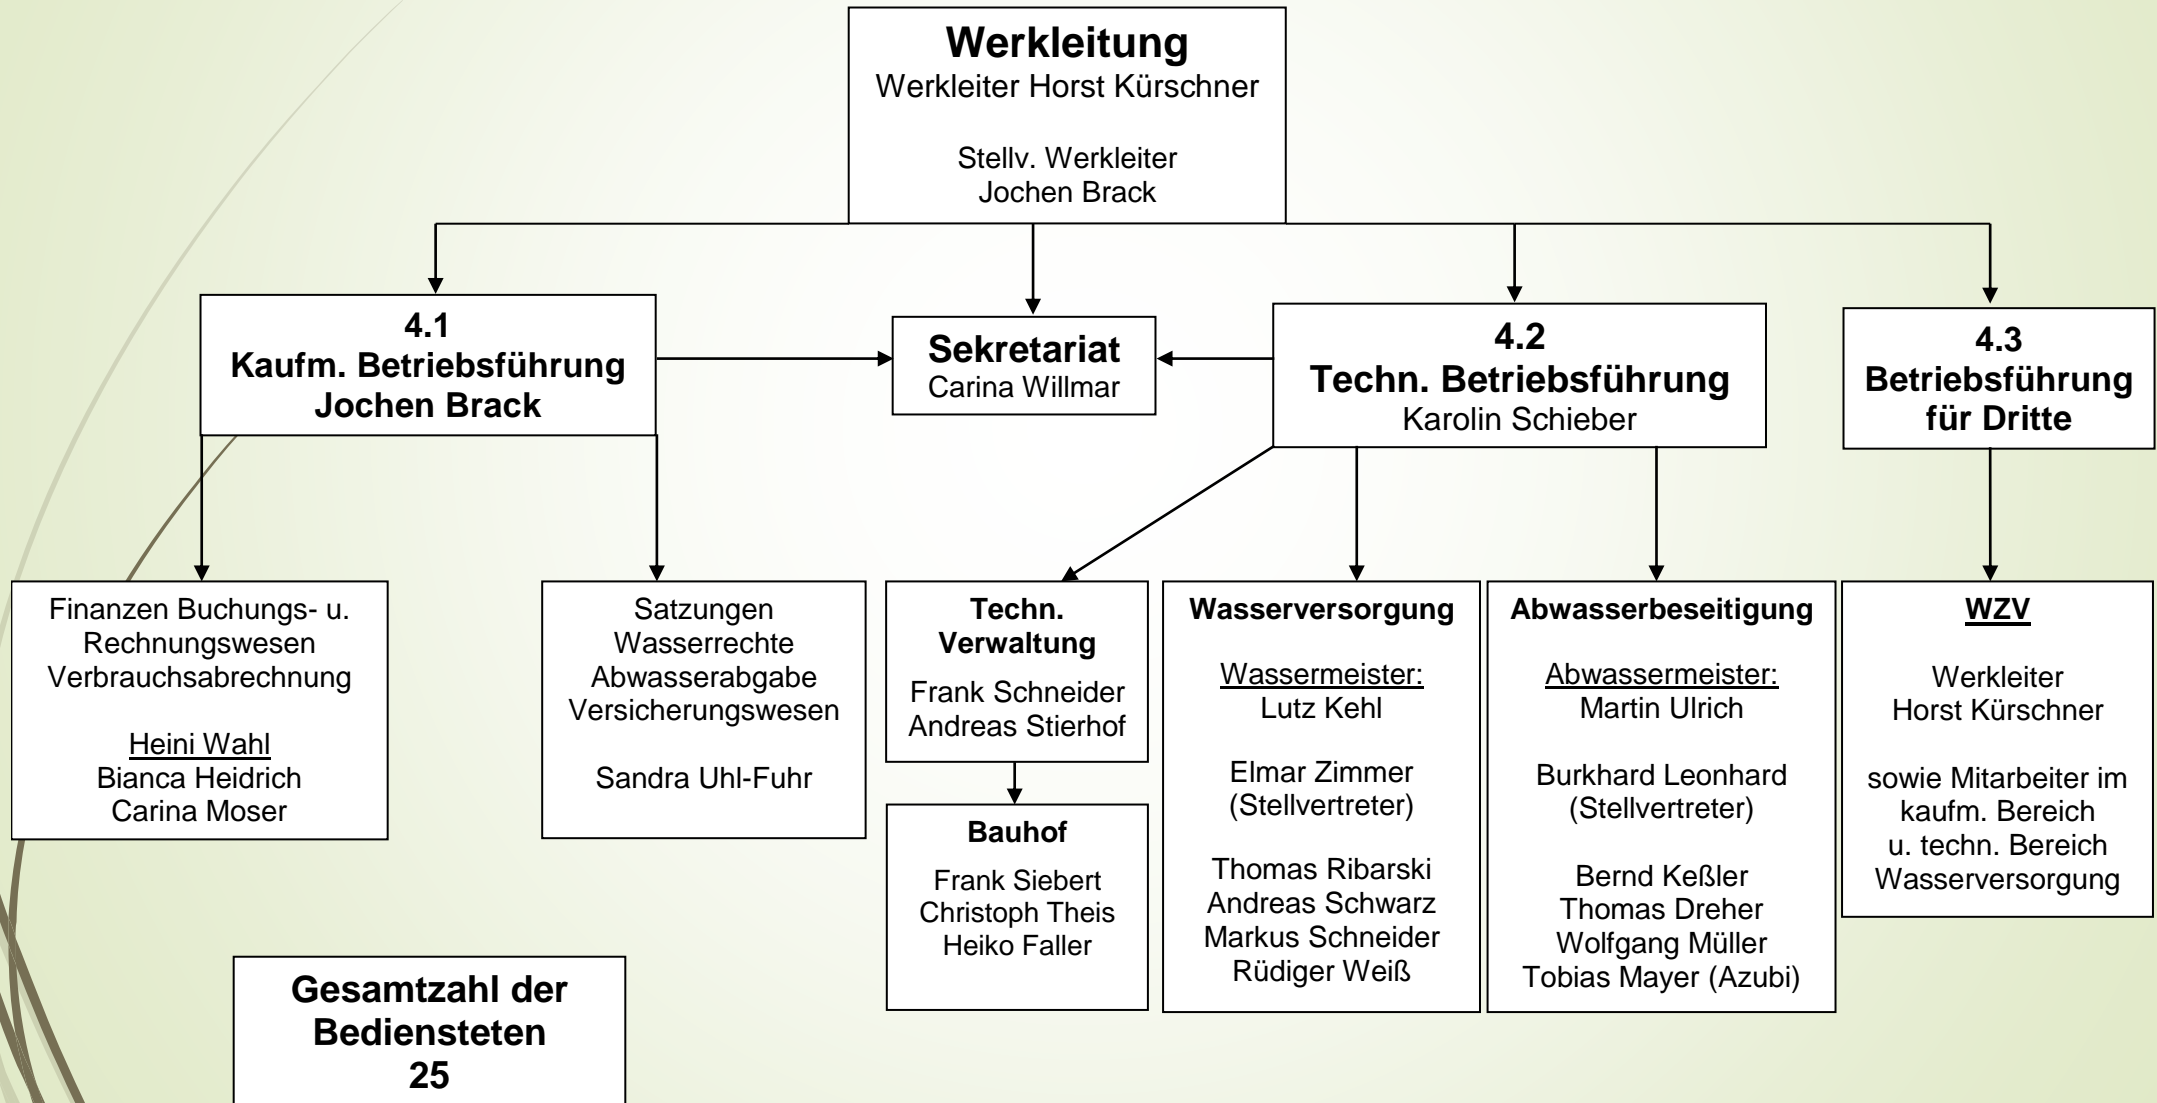 Werkleitung
Werkleiter Horst Kürschner
Stellv. Werkleiter
Jochen Brack
4.1
Kaufm. Betriebsführung
Jochen Brack
Sekretariat
Carina Willmar
4.2
Techn. Betriebsführung
Karolin Schieber
4.3
Betriebsführung
für Dritte
Finanzen Buchungs- u.
Rechnungswesen
Verbrauchsabrechnung
Heini Wahl
Bianca Heidrich
Carina Moser
Satzungen
Wasserrechte
Abwasserabgabe
Versicherungswesen
Sandra Uhl-Fuhr
Techn.
Verwaltung
Frank Schneider
Andreas Stierhof
Bauhof
Frank Siebert
Christoph Theis
Heiko Faller
Wasserversorgung
Wassermeister:
Lutz Kehl
Elmar Zimmer
(Stellvertreter)
Thomas Ribarski
Andreas Schwarz
Markus Schneider
Rüdiger Weiß
Abwasserbeseitigung
Abwassermeister:
Martin Ulrich
Burkhard Leonhard
(Stellvertreter)
Bernd Keßler
Thomas Dreher
Wolfgang Müller
Tobias Mayer (Azubi)
WZV
Werkleiter
Horst Kürschner
sowie Mitarbeiter im
kaufm. Bereich
u. techn. Bereich
Wasserversorgung
Gesamtzahl der
Bediensteten
25